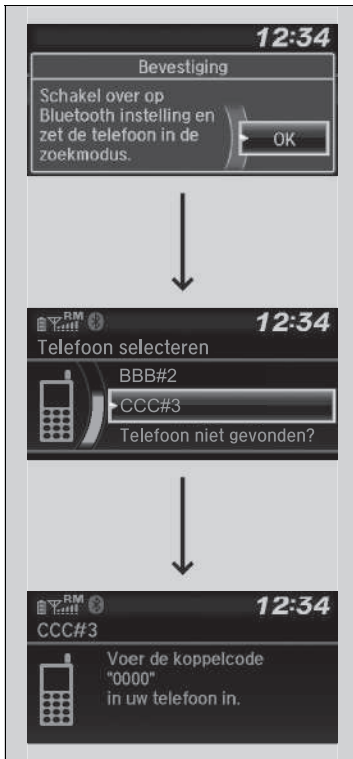 12:34
Bevestiging
Schakel over op
Bluetooth instelling en
zet de telefoon in de
zoekmodus.
OK
RM
12:34
Telefoon selecteren
BBB#2
CCC#3
Telefoon niet gevonden?
RM
12:34
CCC#3
Voer de koppelcode
"0000"
in uw telefoon in.